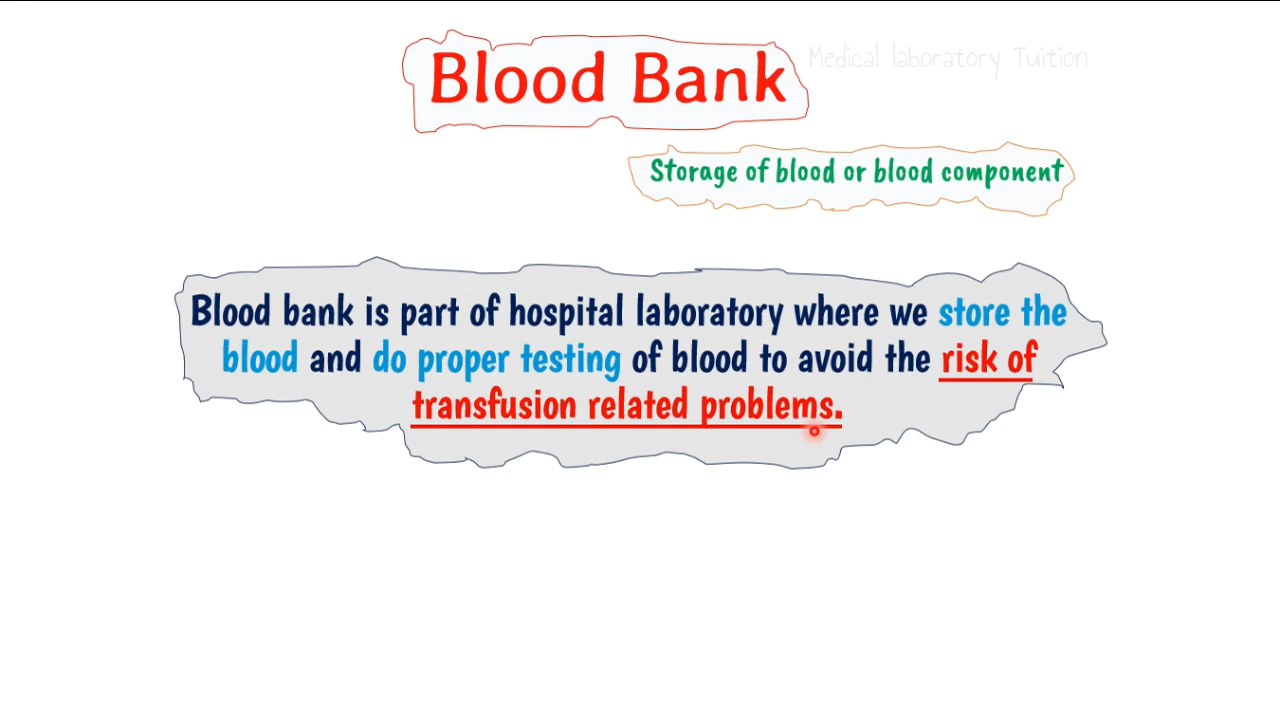 Blood Bank
Medical laboratory Tuition
Storage of blood or blood component
Blood bank is part of hospital laboratory where we store the
blood and do proper testing of blood to avoid the risk of
transfusion related problems.